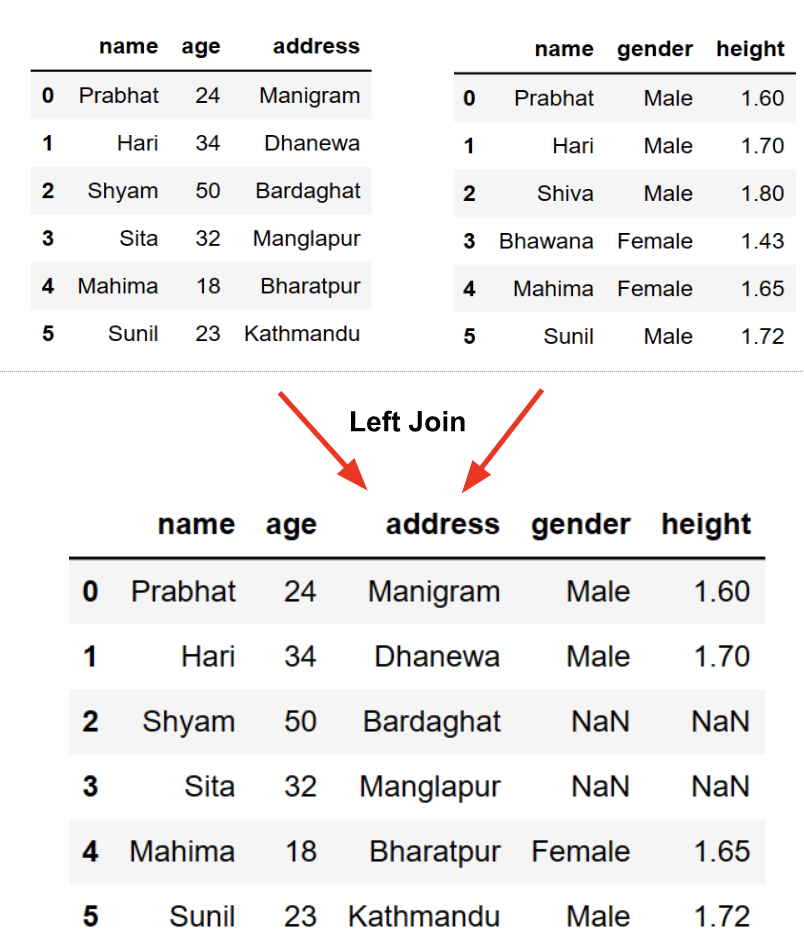 name age address
0 Prabhat 24 Manigram
1 Hari 34 Dhanewa
2 Shyam 50 Bardaghat
3 Sita 32 Manglapur
4 Mahima 18 Bharatpur
5 Sunil 23 Kathmandu
name gender height
0 Prabhat Male 1.60
1 Hari Male 1.70
2 Shiva Male 1.80
3 Bhawana Female 1.43
4 Mahima Female 1.65
5 Sunil Male 1.72
Left Join
name age address gender height
0 Prabhat 24 Manigram Male 1.60
1 Hari 34 Dhanewa Male 1.70
2 Shyam 50 Bardaghat NaN NaN
3 Sita 32 Manglapur NaN NaN
4 Mahima 18 Bharatpur Female 1.65
5 Sunil 23 Kathmandu Male 1.72